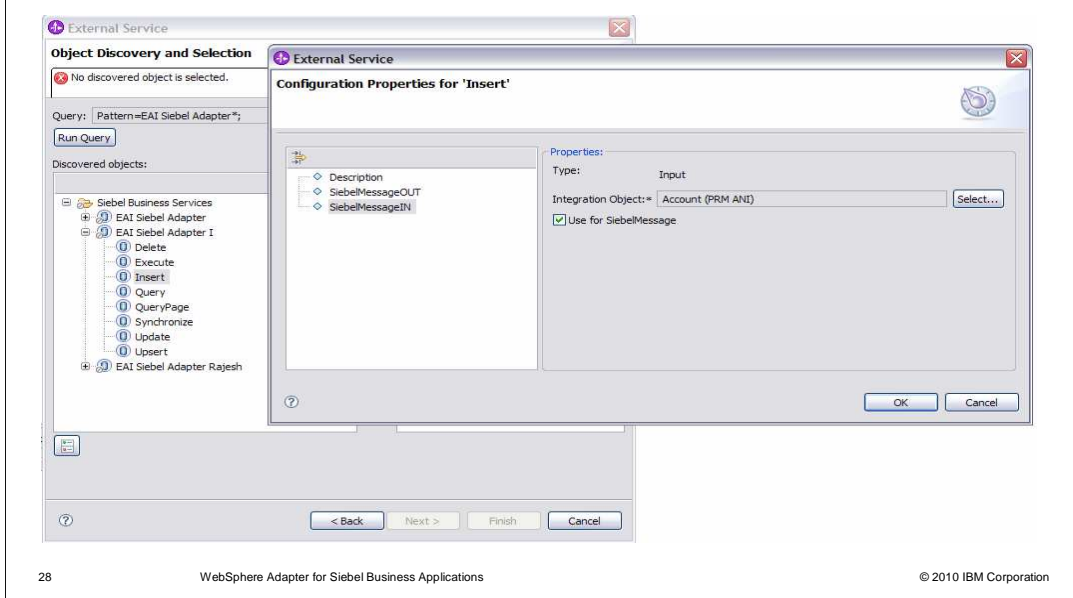 External Service
Object Discovery and Selection
No discovered object is selected.
Query: Pattern=EAI Siebel Adapter*;
Run Query
Discovered objects:
Siebel Business Services
EAI Siebel Adapter
EAI Siebel Adapter I
Delete
Execute
Insert
Query
QueryPage
Synchronize
Update
Upsert
EAI Siebel Adapter Rajesh
< Back
Next >
Finish
Cancel
External Service
Configuration Properties for 'Insert'
Description
SiebelMessageOUT
SiebelMessageIN
Properties:
Type: Input
Integration Object:* Account (PRM ANI)
Select...
Use for SiebelMessage
OK
Cancel
28
WebSphere Adapter for Siebel Business Applications
© 2010 IBM Corporation